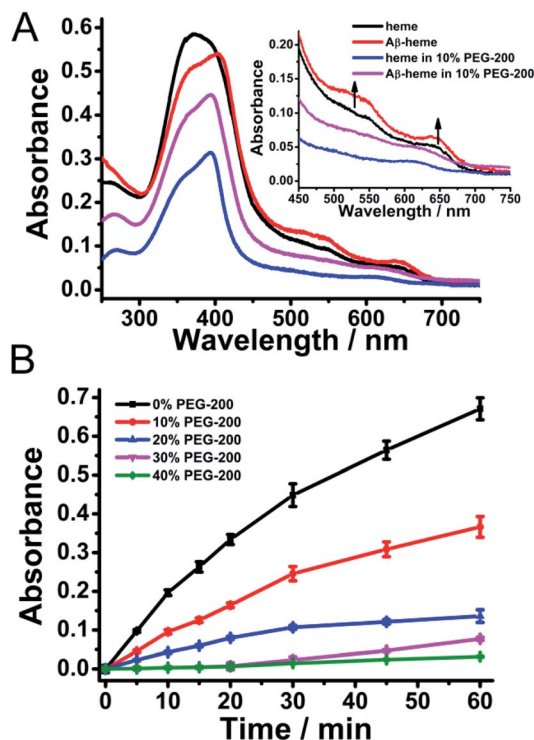 A
Absorbance
0.6
0.5
0.4
0.3
0.2
0.1
0.0
300
400
500
600
700
Wavelength / nm
Absorbance
0.20
0.15
0.10
0.05
0.00
450
500
550
600
650
700
750
Wavelength / nm
heme
Aβ-heme
heme in 10% PEG-200
Aβ-heme in 10% PEG-200
B
Absorbance
0.7
0.6
0.5
0.4
0.3
0.2
0.1
0.0
0% PEG-200
10% PEG-200
20% PEG-200
30% PEG-200
40% PEG-200
0
10
20
30
40
50
60
Time / min